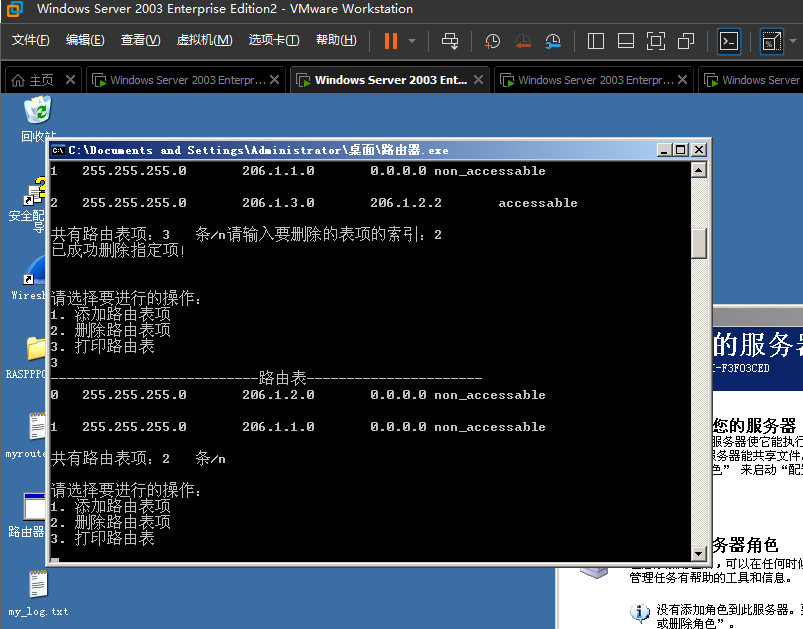 Windows Server 2003 Enterprise Edition2 - VMware Workstation
文件(F) 编辑(E) 查看(V) 虚拟机(M) 选项卡(T) 帮助(H)
主页 Windows Server 2003 Enterpr... Windows Server 2003 Ent... Windows Server 2003 Enterpr... Windows Server
回收站
C:\Documents and Settings\Administrator\桌面\路由器.exe
1 255.255.255.0 206.1.1.0 0.0.0.0 non_accessable
2 255.255.255.0 206.1.3.0 206.1.2.2 accessable
安全配
导
共有路由表项：3 条/n请输入要删除的表项的索引：2
已成功删除指定项！
Wiresh
请选择要进行的操作：
1. 添加路由表项
2. 删除路由表项
3. 打印路由表
3
--------------------------路由表----------------------
0 255.255.255.0 206.1.2.0 0.0.0.0 non_accessable
1 255.255.255.0 206.1.1.0 0.0.0.0 non_accessable
共有路由表项：2 条/n
请选择要进行的操作：
1. 添加路由表项
2. 删除路由表项
3. 打印路由表
RASPPPO
myroute
路由器
my_log.txt
的服务器
-F3F03CED
您的服务器
服务器使它能执行
服务器能共享文件
色” 来启动“配
务器角色
，可以在任何时候
管理任务有帮助的工具和信息。
没有添加角色到此服务器。
或删除角色”。